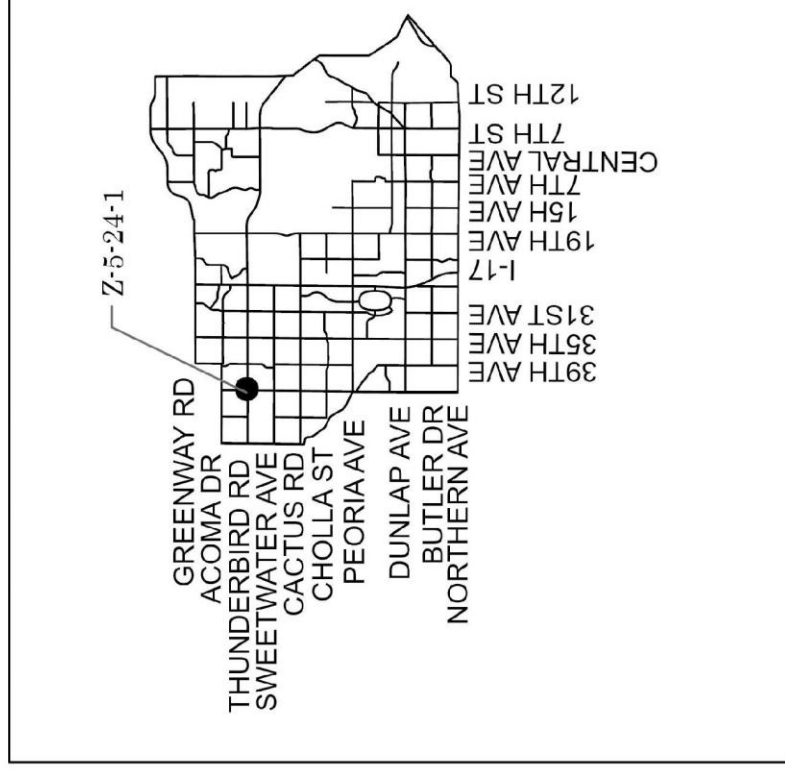 Z-5-24-1
GREENWAY RD
ACOMA DR
THUNDERBIRD RD
SWEETWATER AVE
CACTUS RD
CHOLLA ST
PEORIA AVE
DUNLAP AVE
BUTLER DR
NORTHERN AVE
39TH AVE
35TH AVE
31ST AVE
I-17
19TH AVE
15H AVE
7TH AVE
CENTRAL AVE
7TH ST
12TH ST